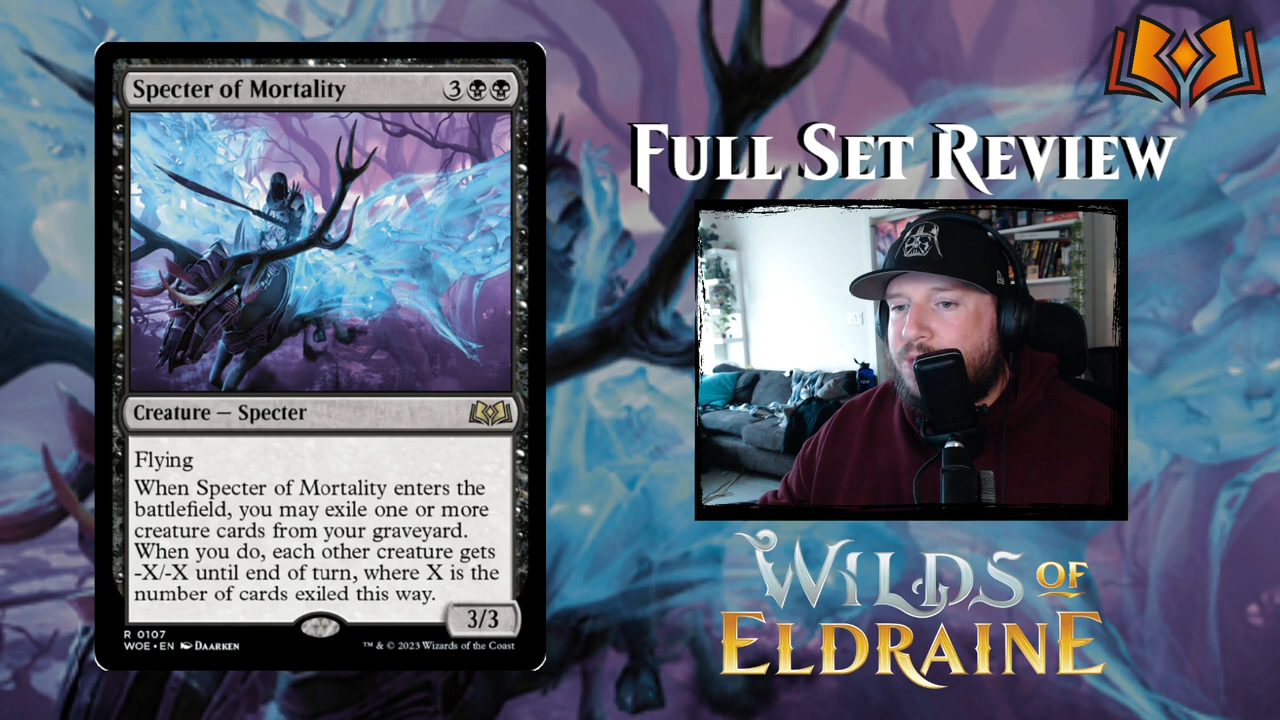 Specter of Mortality 3
Creature — Specter
Flying
When Specter of Mortality enters the
battlefield, you may exile one or more
creature cards from your graveyard.
When you do, each other creature gets
-X/-X until end of turn, where X is the
number of cards exiled this way.
3/3
R 0107
WOE • EN DAARKEN
™ & © 2023 Wizards of the Coast
FULL SET REVIEW
WILDS OF
ELDRAINE